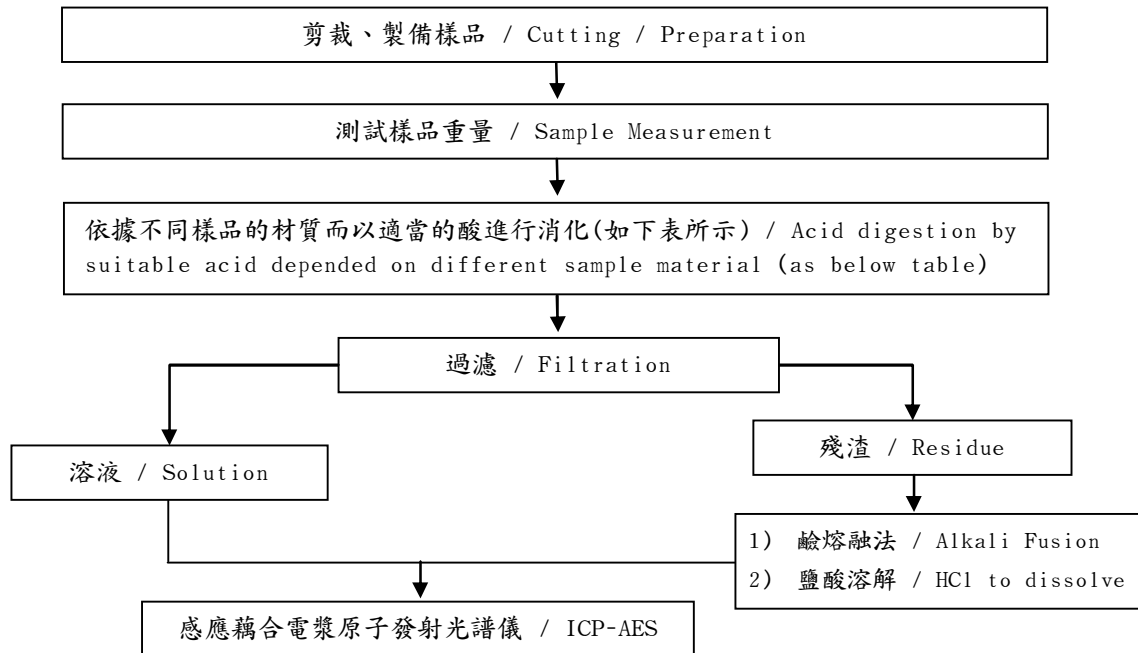 剪裁、製備樣品 / Cutting / Preparation
測試樣品重量 / Sample Measurement
依據不同樣品的材質而以適當的酸進行消化(如下表所示) / Acid digestion by
suitable acid depended on different sample material (as below table)
過濾 / Filtration
溶液 / Solution
殘渣 / Residue
1) 鹼熔融法 / Alkali Fusion
2) 鹽酸溶解 / HCl to dissolve
感應藕合電漿原子發射光譜儀 / ICP-AES